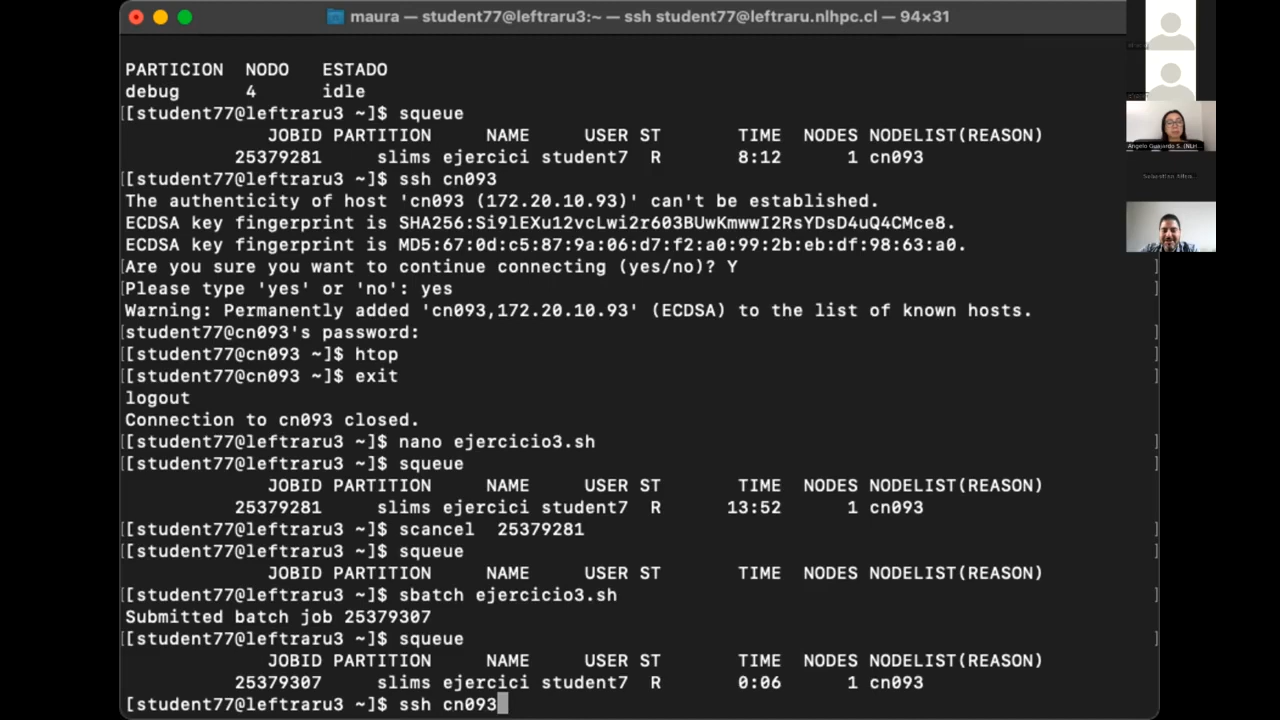 maura — student77@leftraru3:~ — ssh student77@leftraru.nlhpc.cl — 94×31
PARTICION NODO ESTADO
debug 4 idle
[student77@leftraru3 ~]$ squeue
JOBID PARTITION NAME USER ST TIME NODES NODELIST(REASON)
25379281 slims ejercici student7 R 8:12 1 cn093
[student77@leftraru3 ~]$ ssh cn093
The authenticity of host 'cn093 (172.20.10.93)' can't be established.
ECDSA key fingerprint is SHA256:Si9lEXu12vcLwi2r603BUwKmwwI2RsYDsD4uQ4CMce8.
ECDSA key fingerprint is MD5:67:0d:c5:87:9a:06:d7:f2:a0:99:2b:eb:df:98:63:a0.
Are you sure you want to continue connecting (yes/no)? Y
Please type 'yes' or 'no': yes
Warning: Permanently added 'cn093,172.20.10.93' (ECDSA) to the list of known hosts.
student77@cn093's password:
[student77@cn093 ~]$ htop
[student77@cn093 ~]$ exit
logout
Connection to cn093 closed.
[student77@leftraru3 ~]$ nano ejercicio3.sh
[student77@leftraru3 ~]$ squeue
JOBID PARTITION NAME USER ST TIME NODES NODELIST(REASON)
25379281 slims ejercici student7 R 13:52 1 cn093
[student77@leftraru3 ~]$ scancel 25379281
[student77@leftraru3 ~]$ squeue
JOBID PARTITION NAME USER ST TIME NODES NODELIST(REASON)
[student77@leftraru3 ~]$ sbatch ejercicio3.sh
Submitted batch job 25379307
[student77@leftraru3 ~]$ squeue
JOBID PARTITION NAME USER ST TIME NODES NODELIST(REASON)
25379307 slims ejercici student7 R 0:06 1 cn093
[student77@leftraru3 ~]$ ssh cn093
Angelo Guajardo S. (NLH...